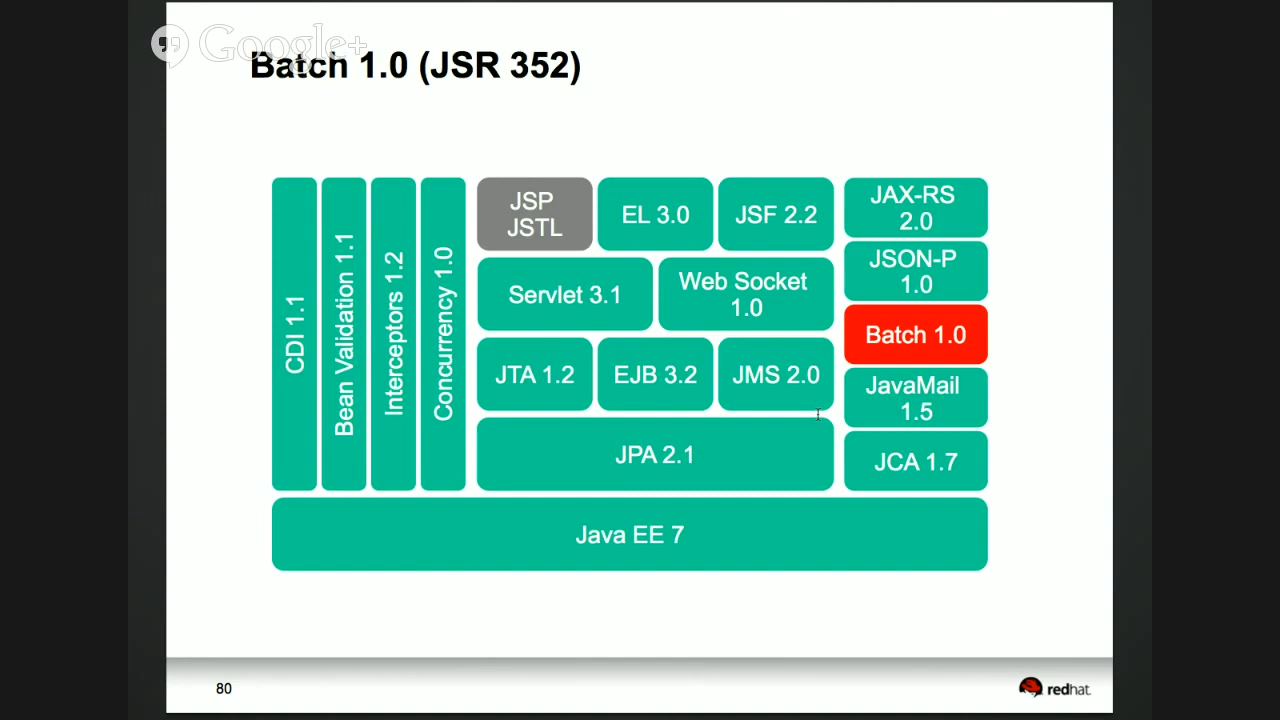 Google+
Batch 1.0 (JSR 352)
CDI 1.1
Bean Validation 1.1
Interceptors 1.2
Concurrency 1.0
JSP
JSTL
EL 3.0
JSF 2.2
Servlet 3.1
Web Socket
1.0
JTA 1.2
EJB 3.2
JMS 2.0
JPA 2.1
JAX-RS
2.0
JSON-P
1.0
Batch 1.0
JavaMail
1.5
JCA 1.7
Java EE 7
80
redhat.